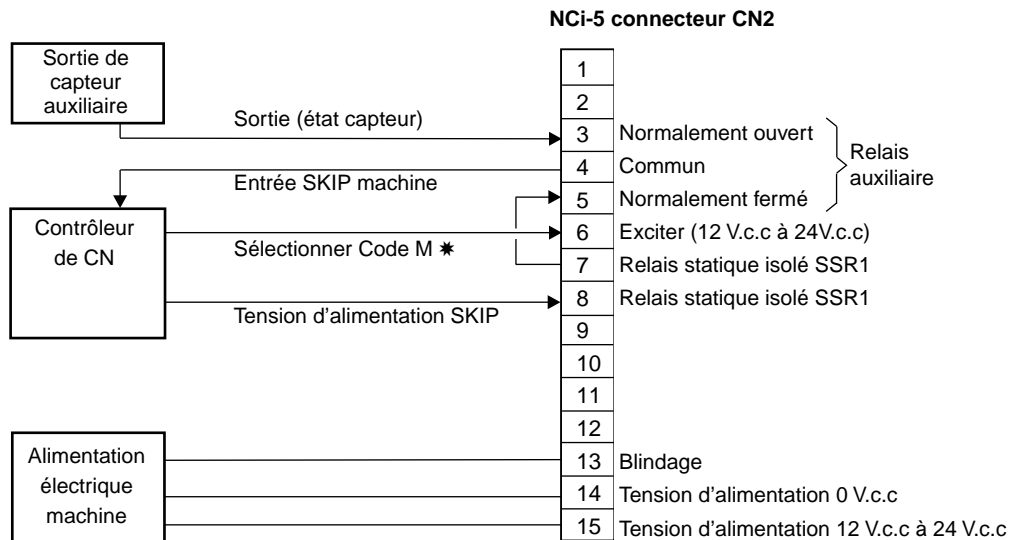 NCi-5 connecteur CN2
Sortie de
capteur
auxiliaire
Sortie (état capteur)
Entrée SKIP machine
Contrôleur
de CN
Sélectionner Code M ✷
Tension d’alimentation SKIP
Alimentation
électrique
machine
1
2
3 Normalement ouvert
4 Commun
5 Normalement fermé
Relais
auxiliaire
6 Exciter (12 V.c.c à 24V.c.c)
7 Relais statique isolé SSR1
8 Relais statique isolé SSR1
9
10
11
12
13 Blindage
14 Tension d’alimentation 0 V.c.c
15 Tension d’alimentation 12 V.c.c à 24 V.c.c